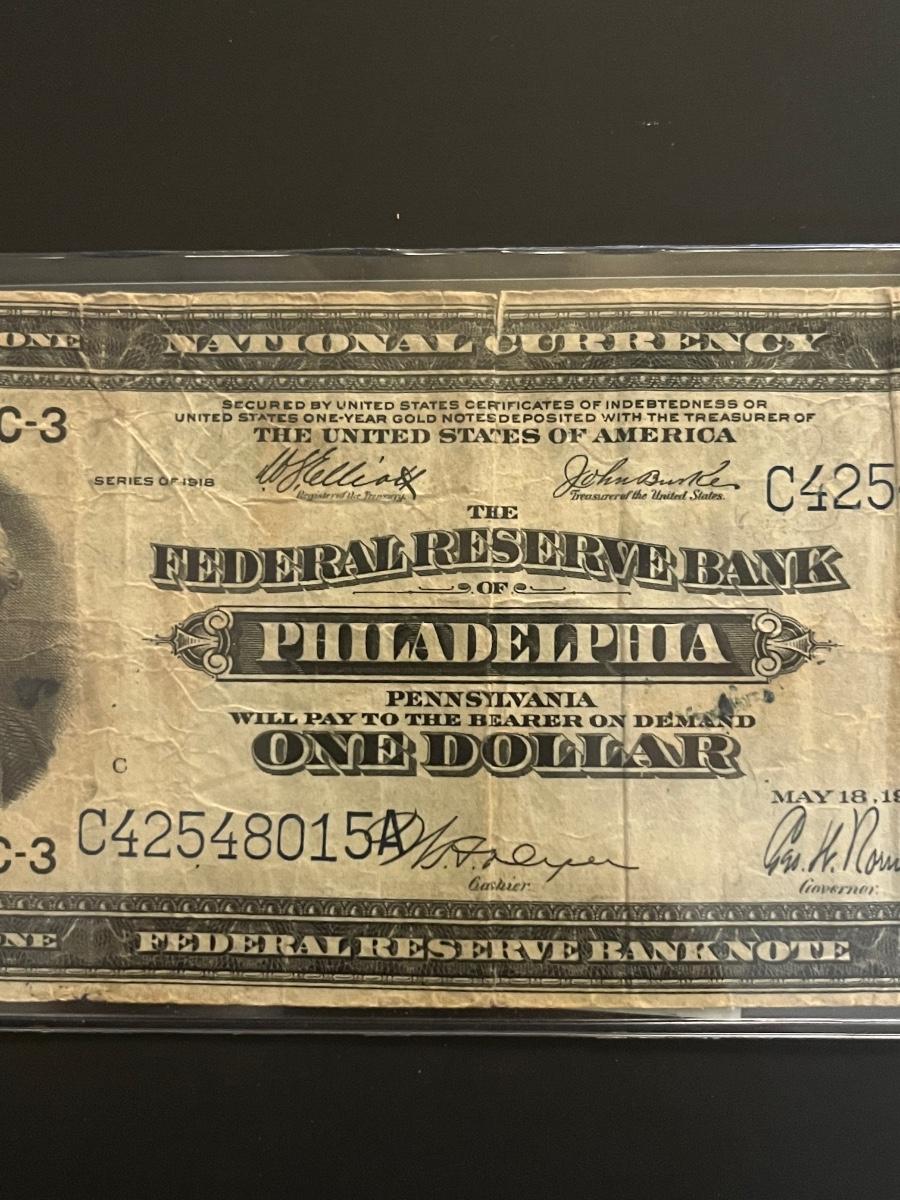 ONE NATIONAL CURRENCY
SECURED BY UNITED STATES CERTIFICATES OF INDEBTEDNESS OR
UNITED STATES ONE-YEAR GOLD NOTES DEPOSITED WITH THE TREASURER OF
THE UNITED STATES OF AMERICA
C-3
SERIES OF 1918
Elliott
John Burke
C425
Register of the Treasury.
Treasurer of the United States.
THE
FEDERAL RESERVE BANK
OF
PHILADELPHIA
PENNSYLVANIA
WILL PAY TO THE BEARER ON DEMAND
ONE DOLLAR
C
MAY 18, 19
C-3 C42548015A
Cashier.
Governor.
ONE FEDERAL RESERVE BANK NOTE